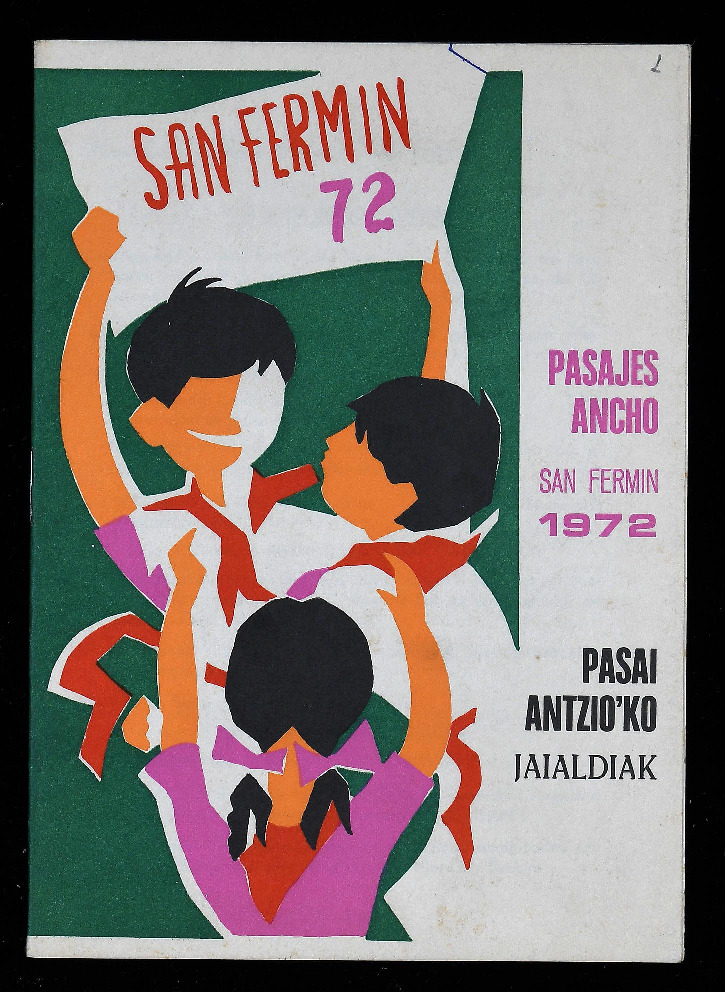 SAN FERMIN
72
PASAJES
ANCHO
SAN FERMIN
1972
PASAI
ANTZIO'KO
JAIALDIAK